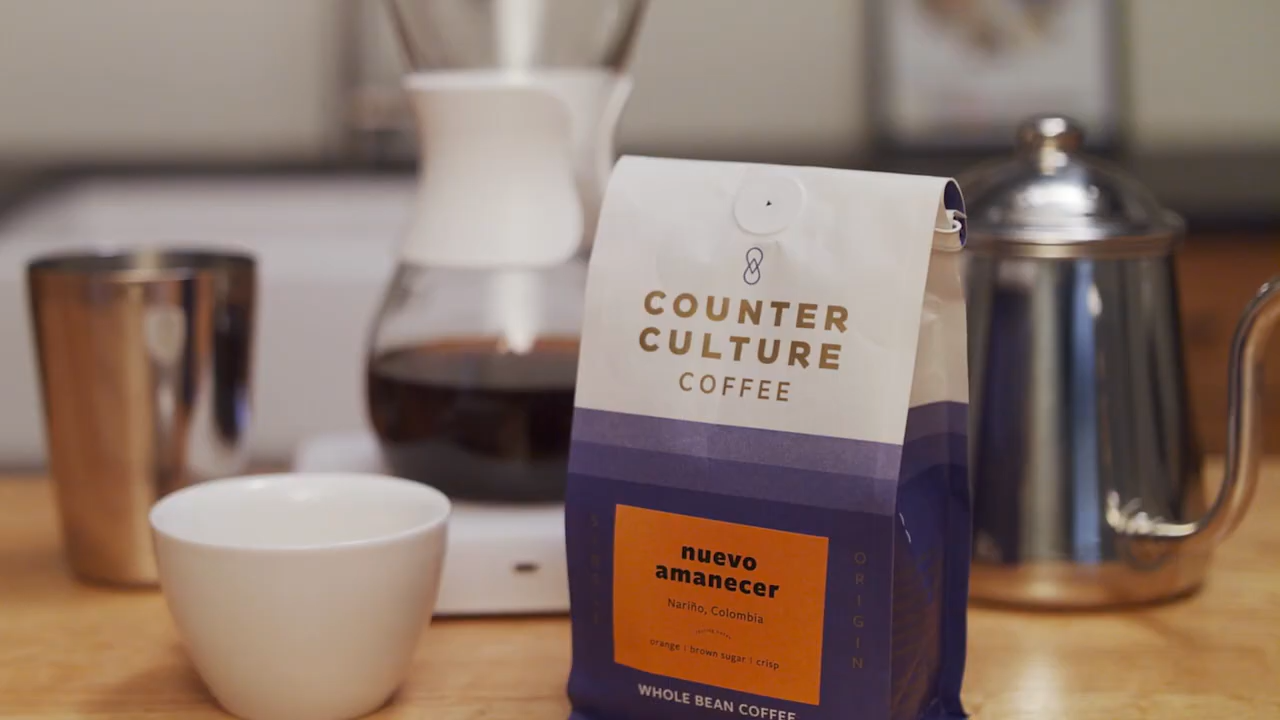 COUNTER
CULTURE
COFFEE
nuevo
amanecer
Nariño, Colombia
orange | brown sugar | crisp
ORIGIN
WHOLE BEAN COFFEE